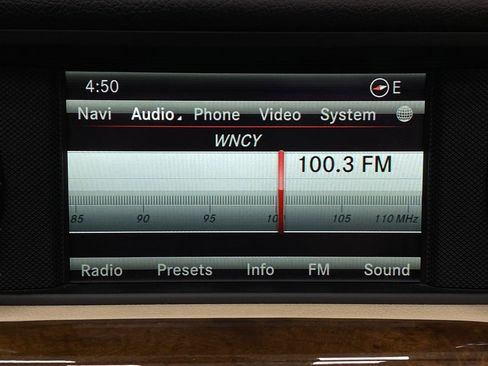 4:50 E
Navi Audio Phone Video System
WNCY
100.3 FM
85 90 95 105 110 MHz
Radio Presets Info FM Sound